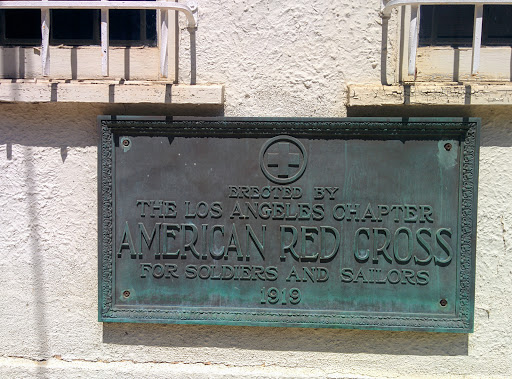 ERECTED BY
THE LOS ANGELES CHAPTER
AMERICAN RED CROSS
FOR SOLDIERS AND SAILORS
1919